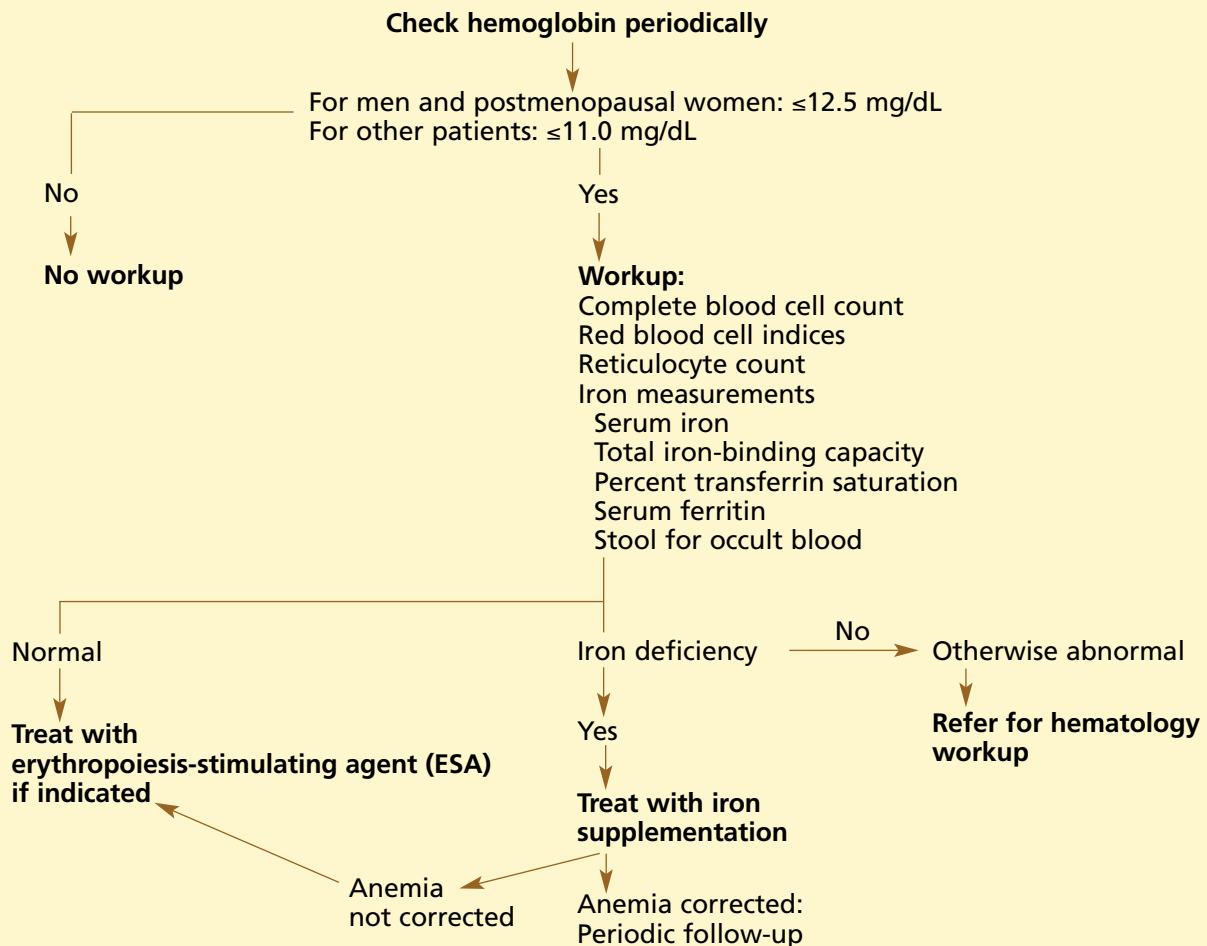 Check hemoglobin periodically
For men and postmenopausal women: ≤12.5 mg/dL
For other patients: ≤11.0 mg/dL
No
Yes
No workup
Workup:
Complete blood cell count
Red blood cell indices
Reticulocyte count
Iron measurements
Serum iron
Total iron-binding capacity
Percent transferrin saturation
Serum ferritin
Stool for occult blood
Normal
Iron deficiency
No
Otherwise abnormal
Treat with
erythropoiesis-stimulating agent (ESA)
if indicated
Yes
Refer for hematology
workup
Treat with iron
supplementation
Anemia
not corrected
Anemia corrected:
Periodic follow-up